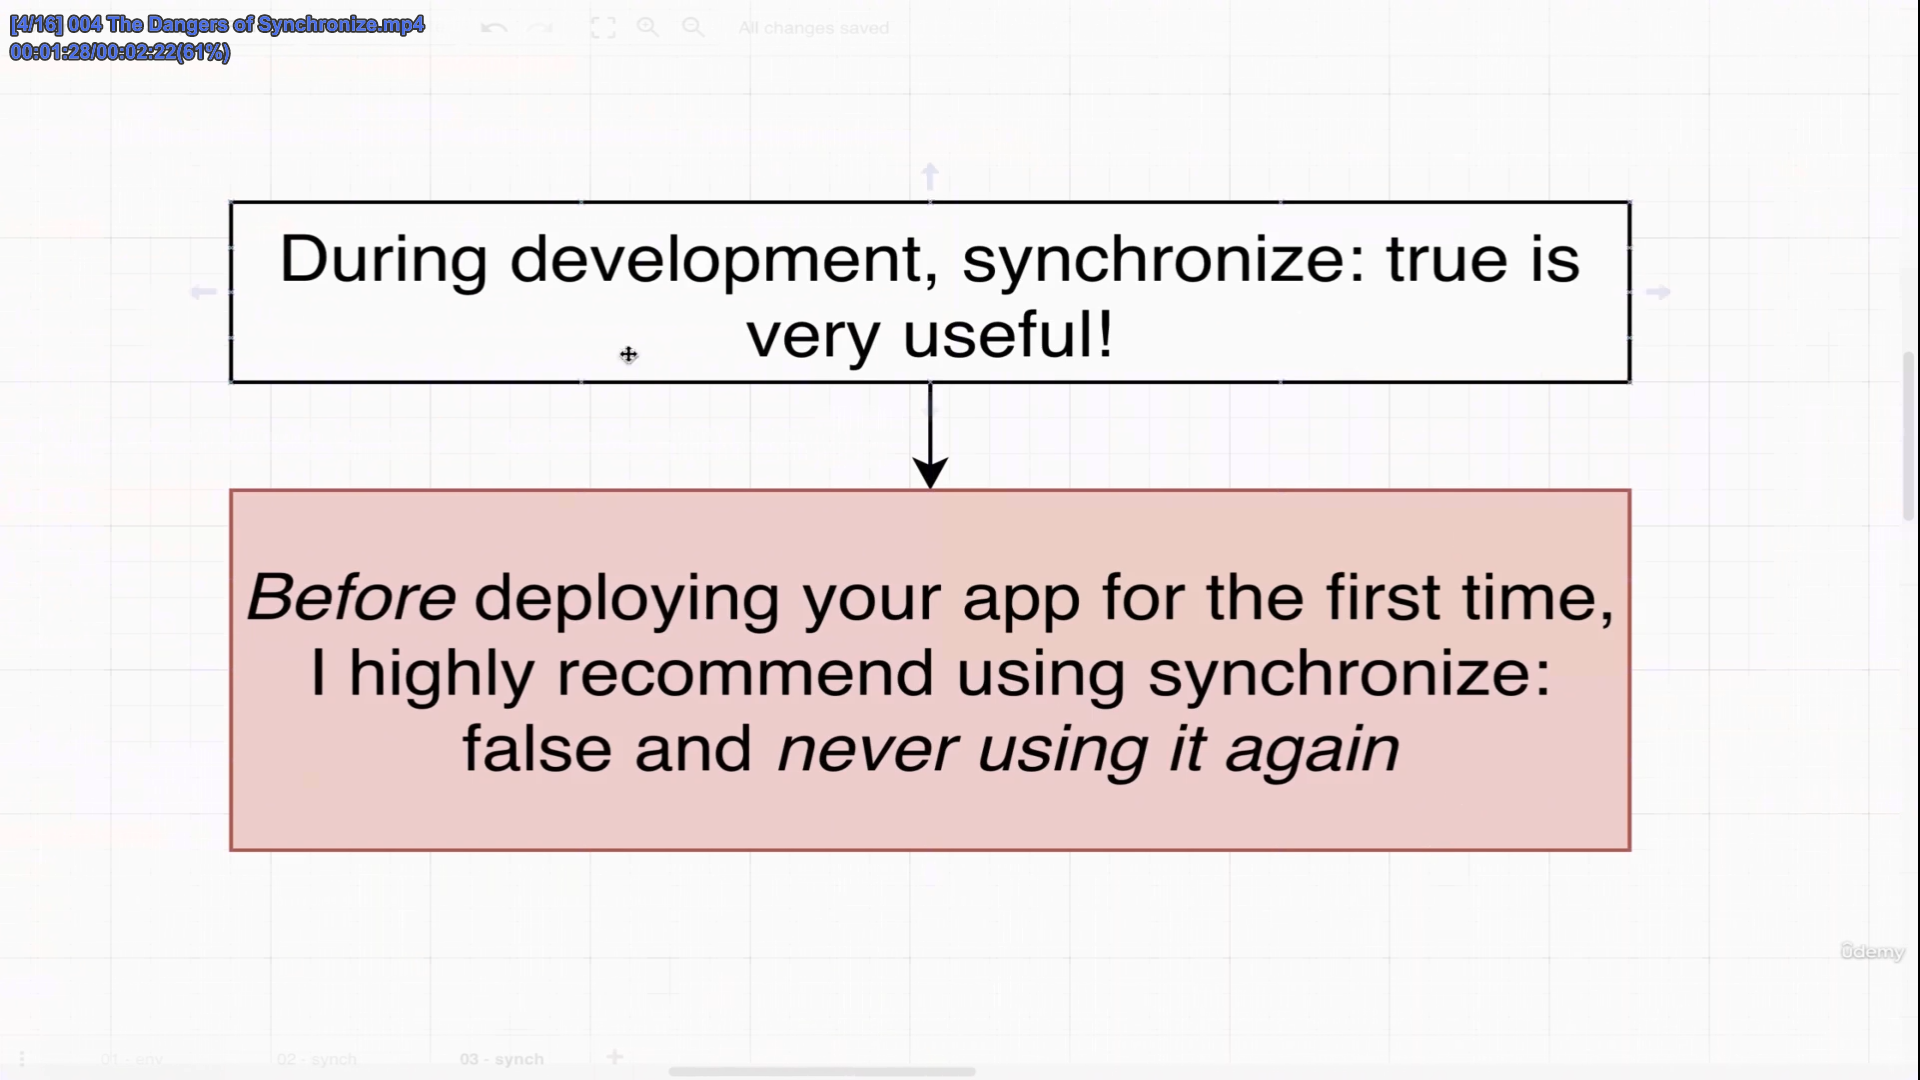 [4/16] 004 The Dangers of Synchronize.mp4
00:01:28/00:02:22(61%)
All changes saved
During development, synchronize: true is
very useful!
Before deploying your app for the first time,
I highly recommend using synchronize:
false and never using it again
ûdemy
01 - env
02 - synch
03 - synch